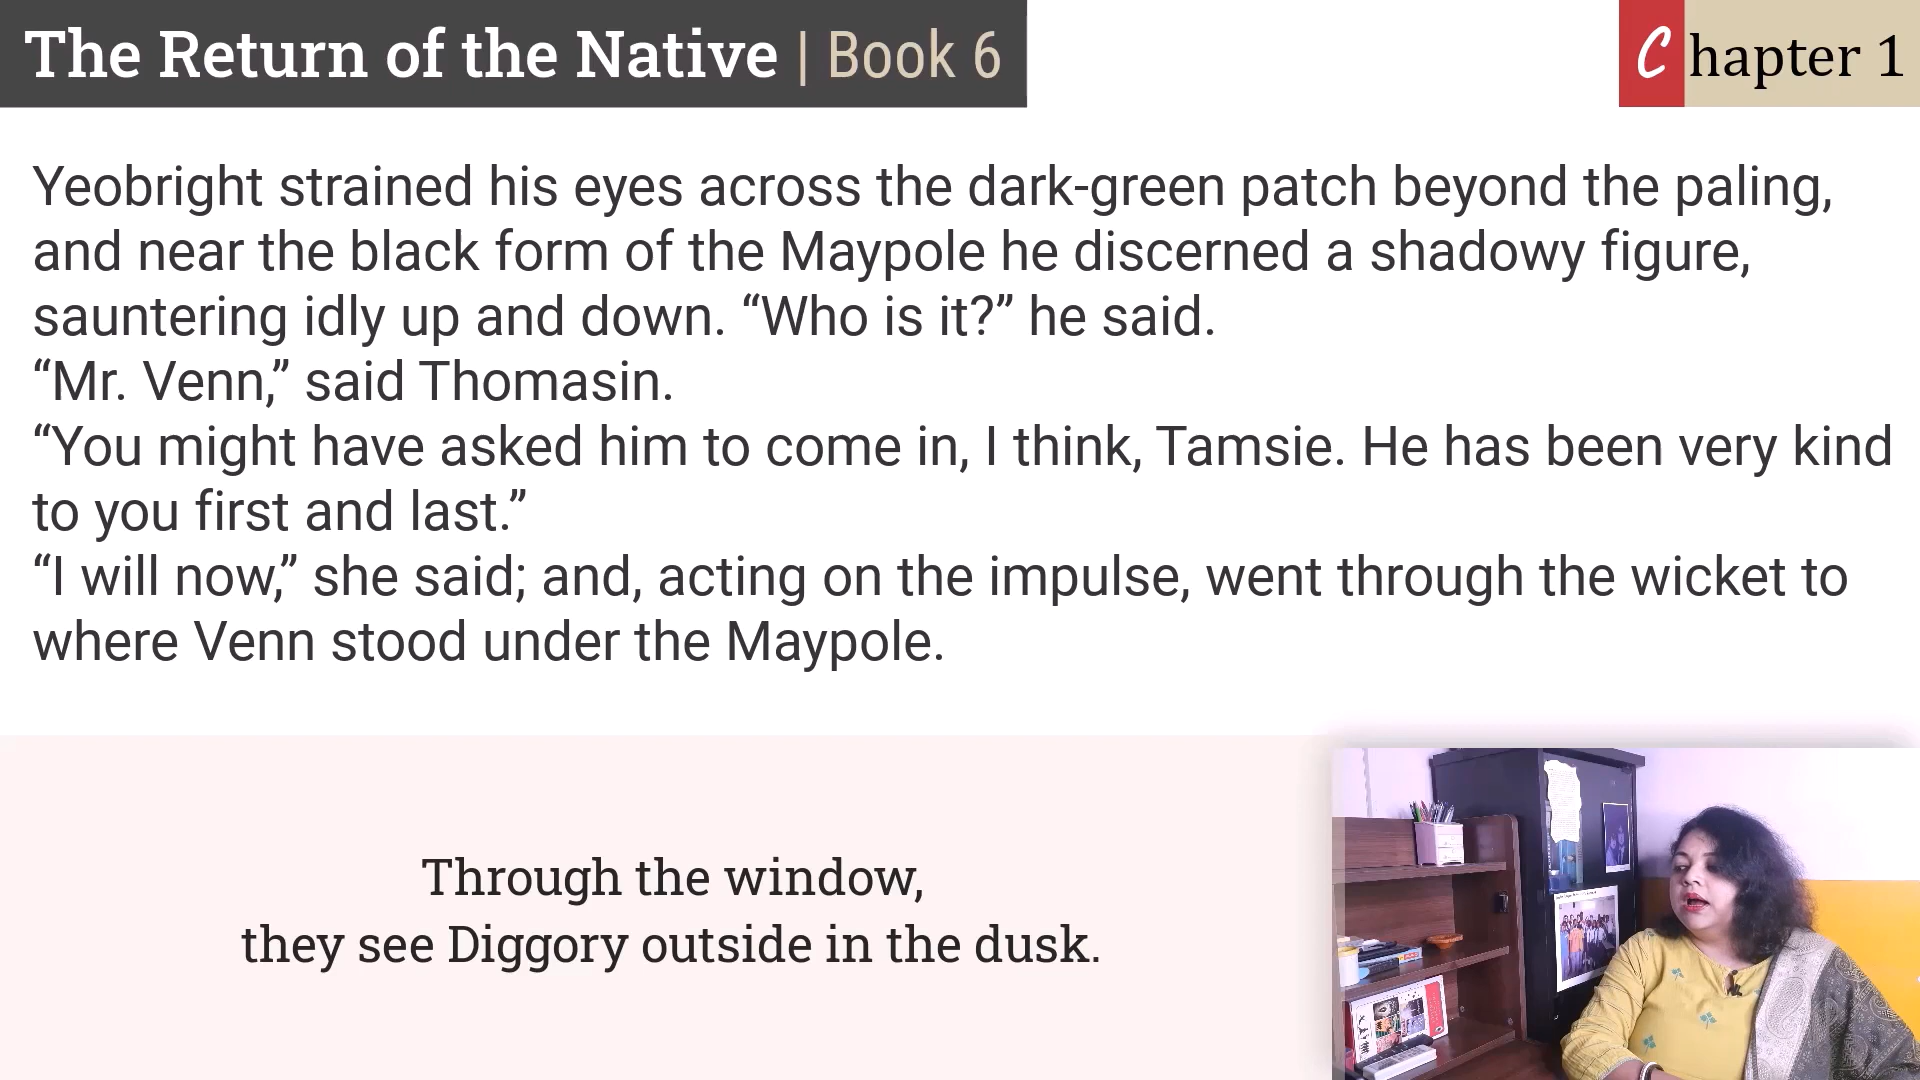 The Return of the Native | Book 6
Chapter 1
Yeobright strained his eyes across the dark-green patch beyond the paling,
and near the black form of the Maypole he discerned a shadowy figure,
sauntering idly up and down. “Who is it?” he said.
“Mr. Venn,” said Thomasin.
“You might have asked him to come in, I think, Tamsie. He has been very kind
to you first and last.”
“I will now,” she said; and, acting on the impulse, went through the wicket to
where Venn stood under the Maypole.
Through the window,
they see Diggory outside in the dusk.